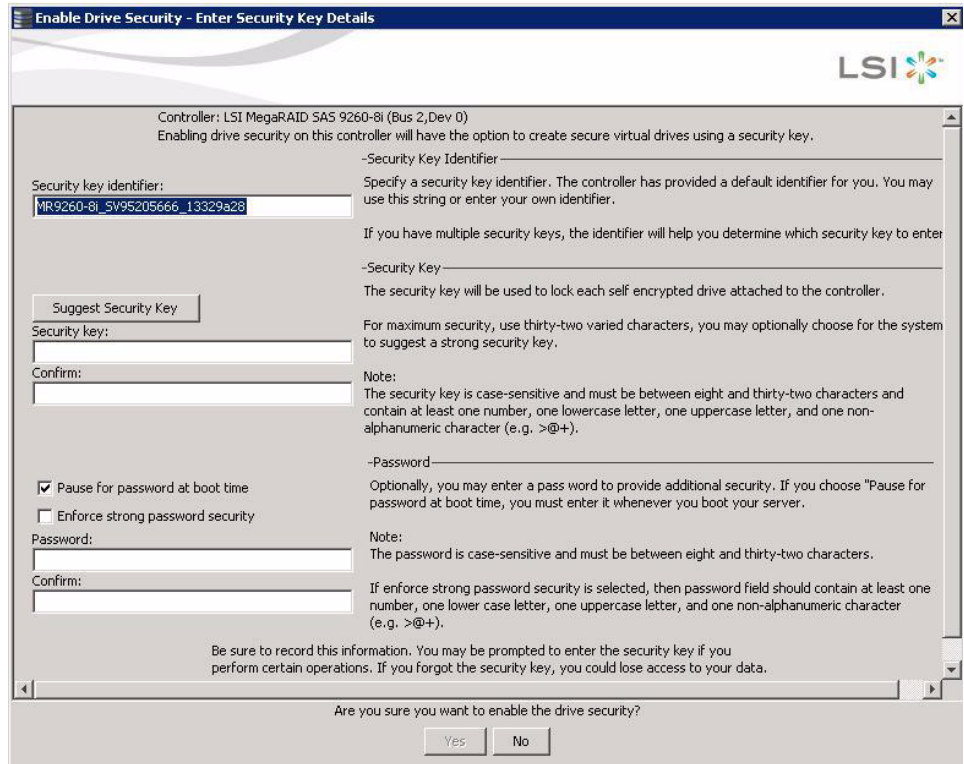 Enable Drive Security - Enter Security Key Details
LSI
Controller: LSI MegaRAID SAS 9260-8i (Bus 2,Dev 0)
Enabling drive security on this controller will have the option to create secure virtual drives using a security key.
Security key identifier:
MR9260-8i_SV95205666_13329a28
-Security Key Identifier
Specify a security key identifier. The controller has provided a default identifier for you. You may
use this string or enter your own identifier.
If you have multiple security keys, the identifier will help you determine which security key to enter
Suggest Security Key
Security key:
Confirm:
-Security Key
The security key will be used to lock each self encrypted drive attached to the controller.
For maximum security, use thirty-two varied characters, you may optionally choose for the system
to suggest a strong security key.
Note:
The security key is case-sensitive and must be between eight and thirty-two characters and
contain at least one number, one lowercase letter, one uppercase letter, and one non-
alphanumeric character (e.g. >@+).
Pause for password at boot time
Enforce strong password security
Password:
Confirm:
-Password
Optionally, you may enter a pass word to provide additional security. If you choose "Pause for
password at boot time, you must enter it whenever you boot your server.
Note:
The password is case-sensitive and must be between eight and thirty-two characters.
If enforce strong password security is selected, then password field should contain at least one
number, one lower case letter, one uppercase letter, and one non-alphanumeric character
(e.g. >@+).
Be sure to record this information. You may be prompted to enter the security key if you
perform certain operations. If you forgot the security key, you could lose access to your data.
Are you sure you want to enable the drive security?
Yes
No